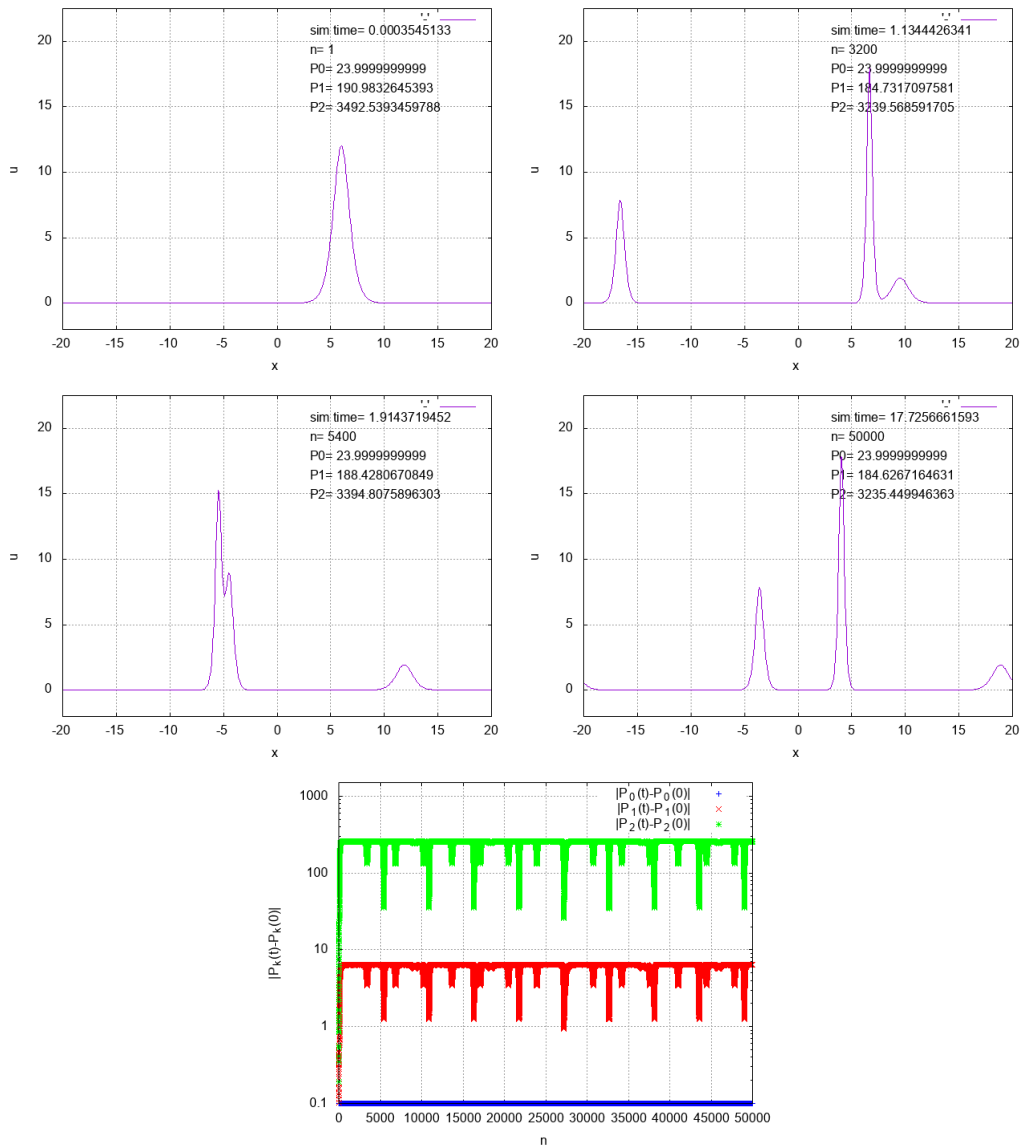 '-'
sim time= 0.0003545133
n= 1
P0= 23.9999999999
P1= 190.9832645393
P2= 3492.5393459788
20
15
10
5
0
u
-20 -15 -10 -5 0 5 10 15 20
x
'-'
sim time= 1.1344426341
n= 3200
P0= 23.9999999999
P1= 184.7317097581
P2= 3239.568591705
20
15
10
5
0
u
-20 -15 -10 -5 0 5 10 15 20
x
'-'
sim time= 1.9143719452
n= 5400
P0= 23.9999999999
P1= 188.4280670849
P2= 3394.8075896303
20
15
10
5
0
u
-20 -15 -10 -5 0 5 10 15 20
x
'-'
sim time= 17.7256661593
n= 50000
P0= 23.9999999999
P1= 184.6267164631
P2= 3235.449946363
20
15
10
5
0
u
-20 -15 -10 -5 0 5 10 15 20
x
|P0(t)-P0(0)|
|P1(t)-P1(0)|
|P2(t)-P2(0)|
1000
100
10
1
0.1
|Pk(t)-Pk(0)|
0 5000 10000 15000 20000 25000 30000 35000 40000 45000 50000
n